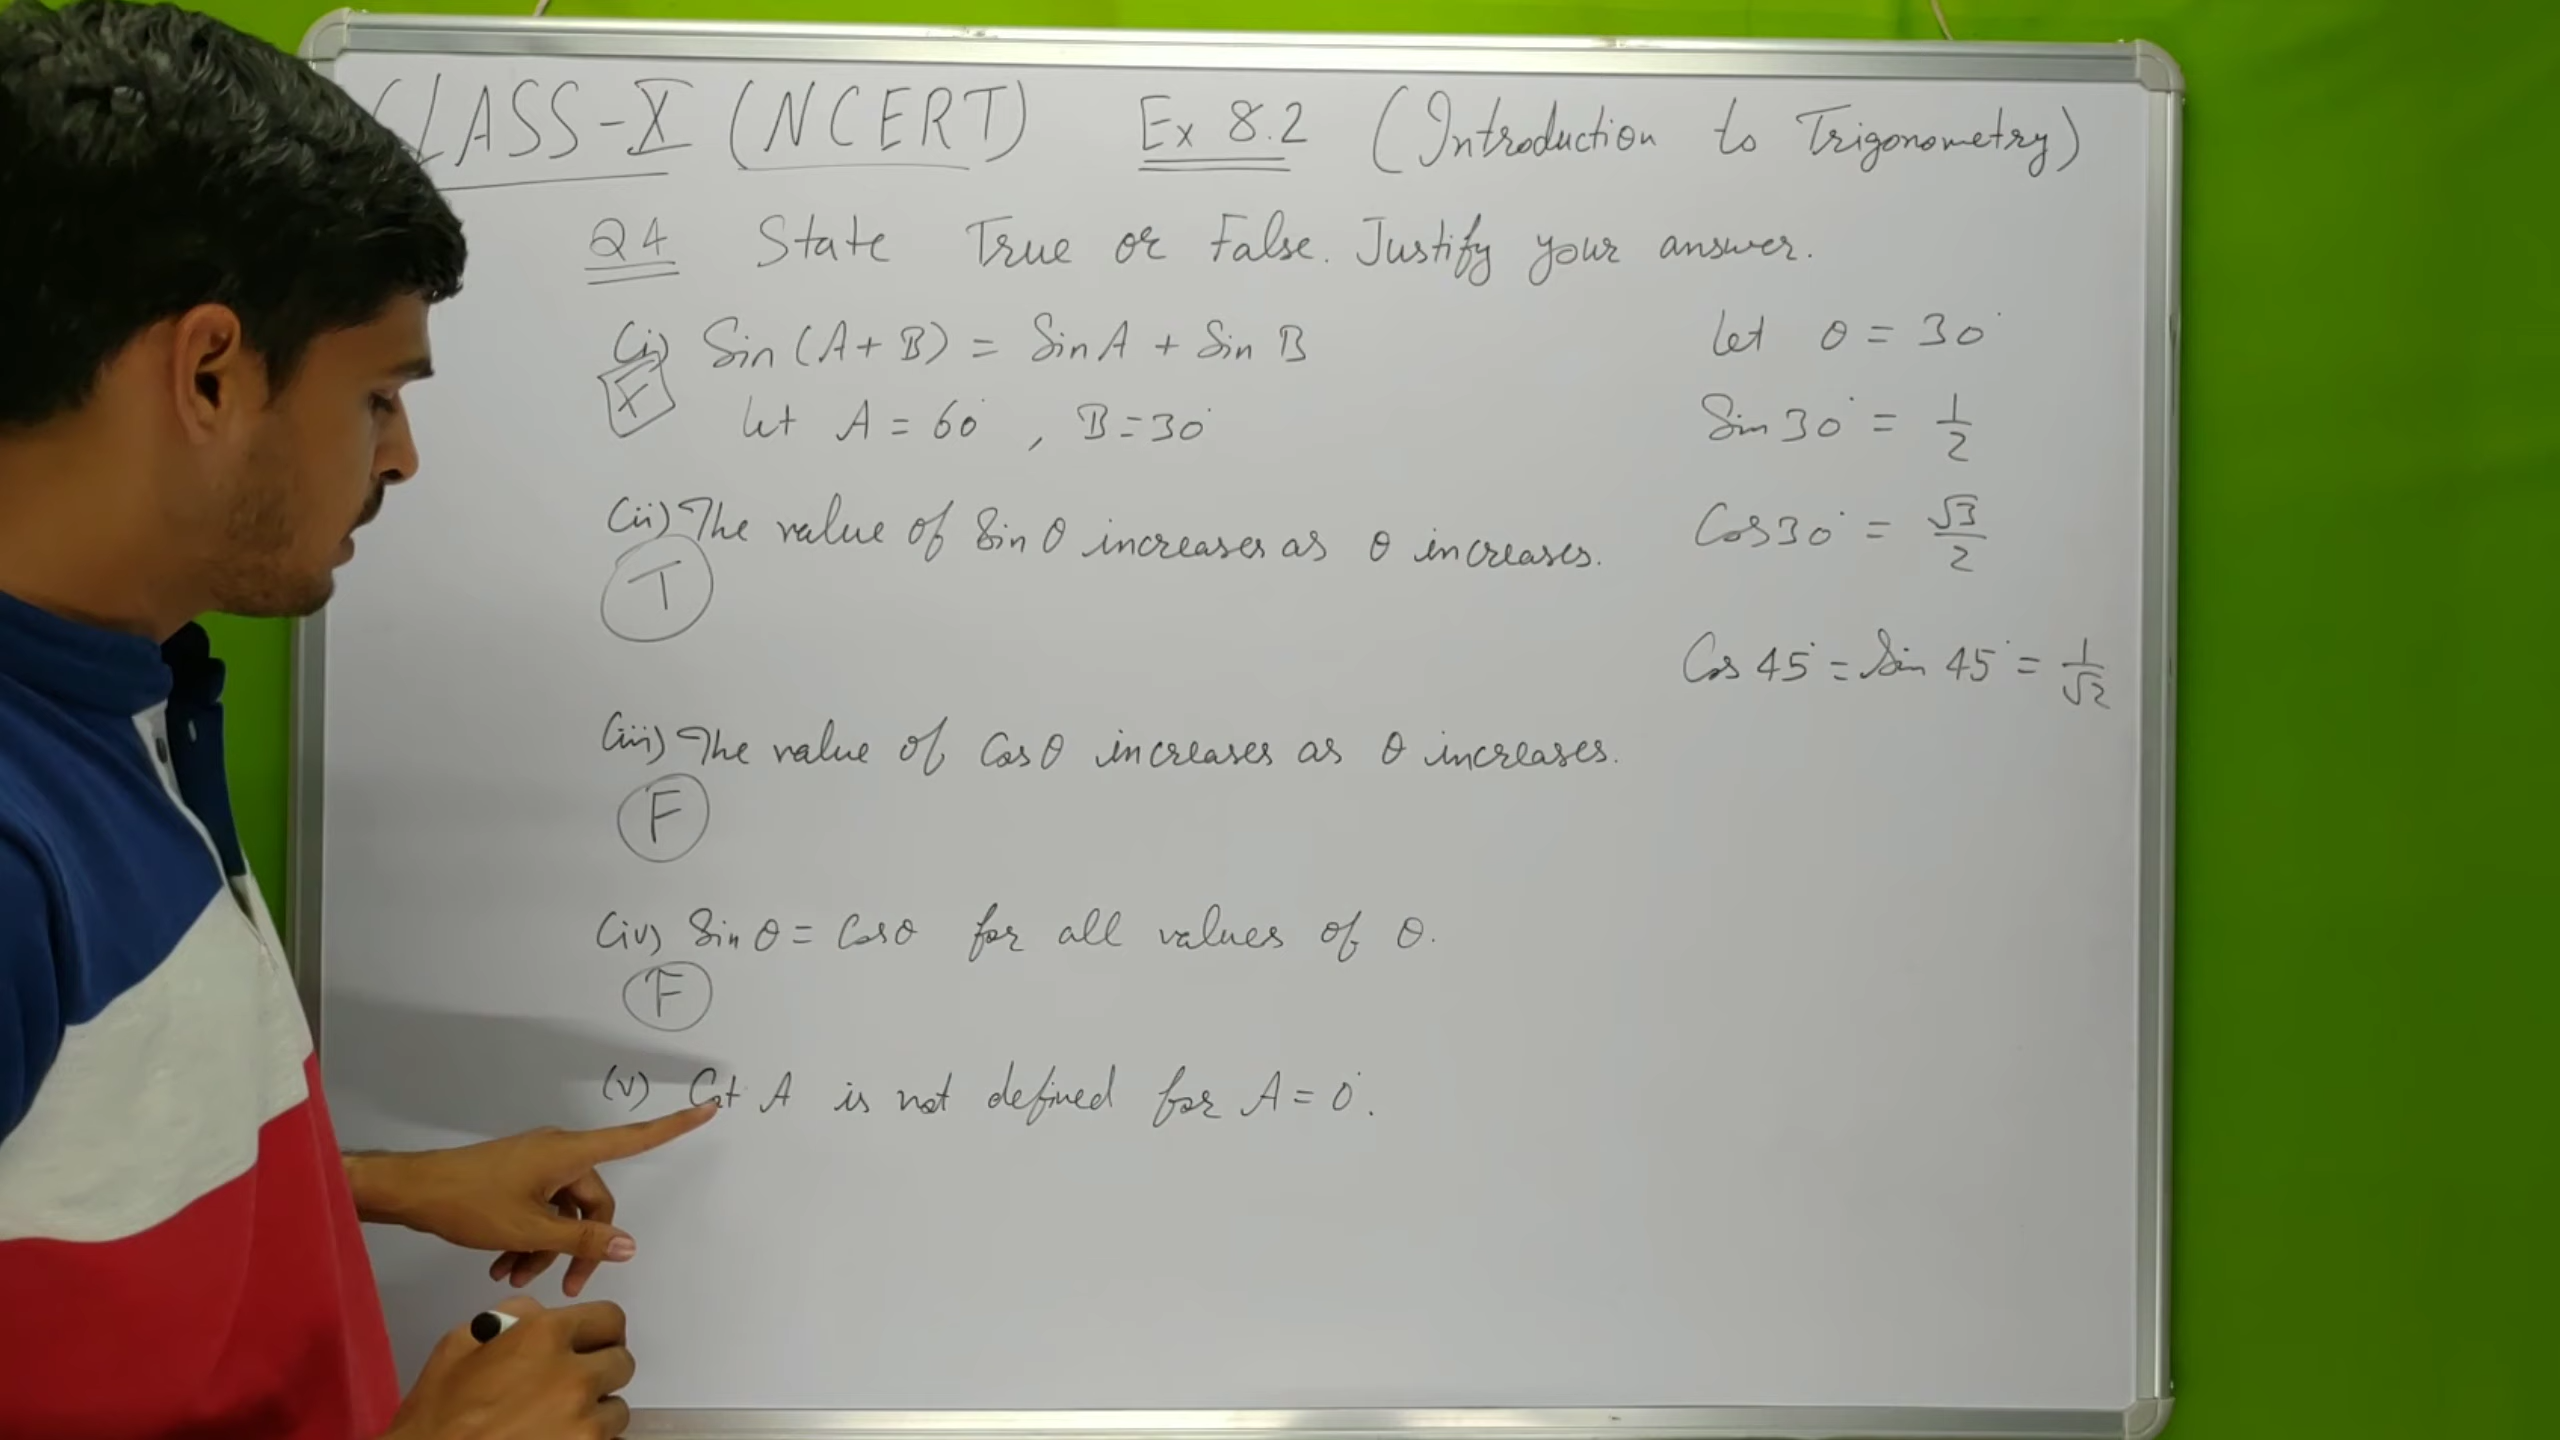 CLASS-X (NCERT) Ex 8.2 (Introduction to Trigonometry)
Q4 State True or False. Justify your answer.
(i) Sin (A + B) = Sin A + Sin B
F
let A = 60°, B = 30°
(ii) The value of Sin θ increases as θ increases.
T
(iii) The value of Cos θ increases as θ increases.
F
(iv) Sin θ = Cos θ for all values of θ.
F
(v) Cot A is not defined for A = 0°.
let θ = 30°
Sin 30° = 1/2
Cos 30° = √3/2
Cos 45° = Sin 45° = 1/√2